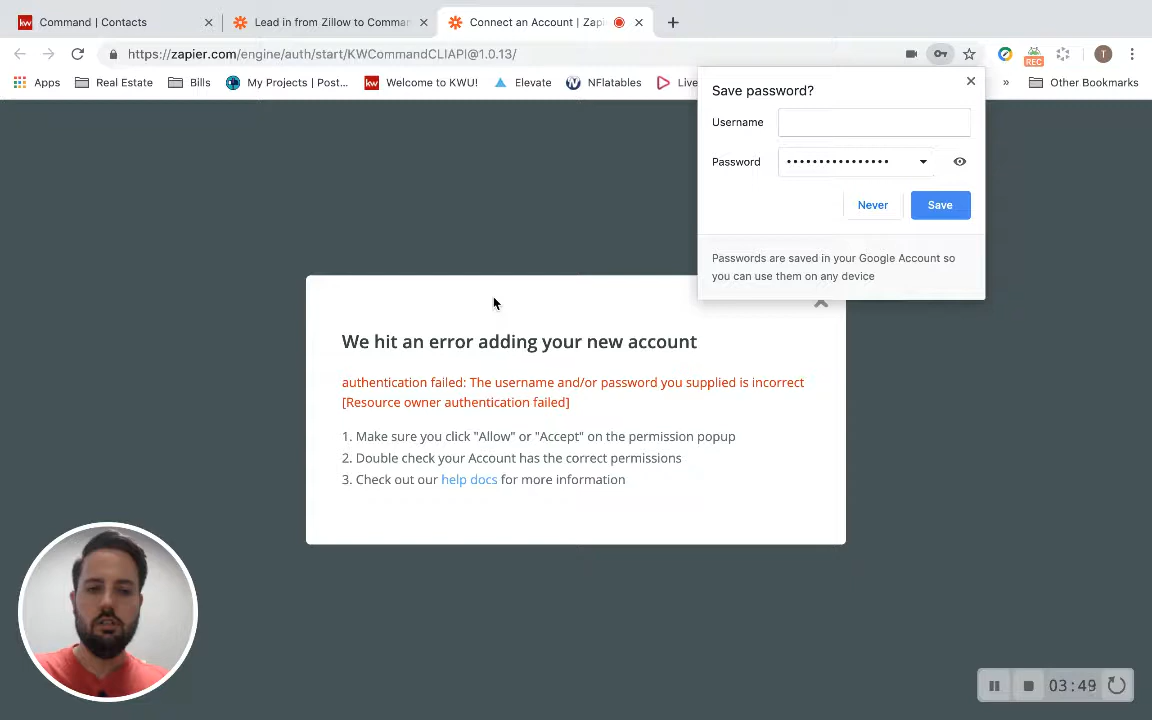 kw Command | Contacts
Lead in from Zillow to Comman
Connect an Account | Zapi
https://zapier.com/engine/auth/start/KWCommandCLIAPI@1.0.13/
REC
T
Apps
Real Estate
Bills
My Projects | Post...
kw Welcome to KWU!
Elevate
NFlatables
Live
»
Other Bookmarks
Save password?
Username
Password ••••••••••••••••
Never
Save
Passwords are saved in your Google Account so
you can use them on any device
We hit an error adding your new account
authentication failed: The username and/or password you supplied is incorrect
[Resource owner authentication failed]
1. Make sure you click "Allow" or "Accept" on the permission popup
2. Double check your Account has the correct permissions
3. Check out our help docs for more information
03:49